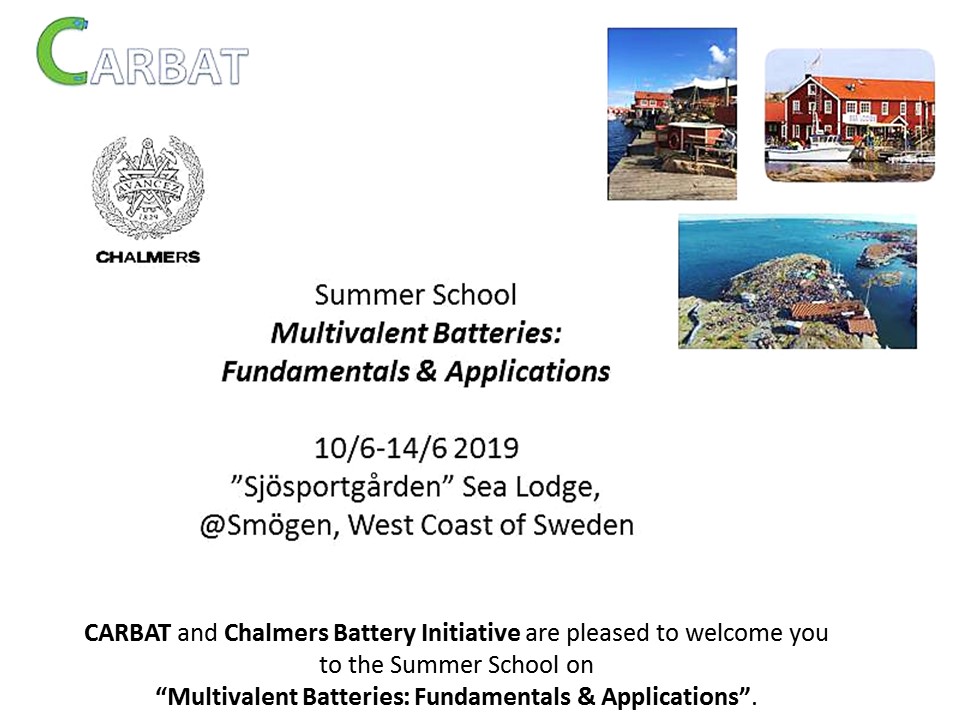 CARBAT
AVANCEZ
1829
CHALMERS
Summer School
Multivalent Batteries:
Fundamentals & Applications
10/6-14/6 2019
”Sjösportgården” Sea Lodge,
@Smögen, West Coast of Sweden
CARBAT and Chalmers Battery Initiative are pleased to welcome you
to the Summer School on
“Multivalent Batteries: Fundamentals & Applications”.